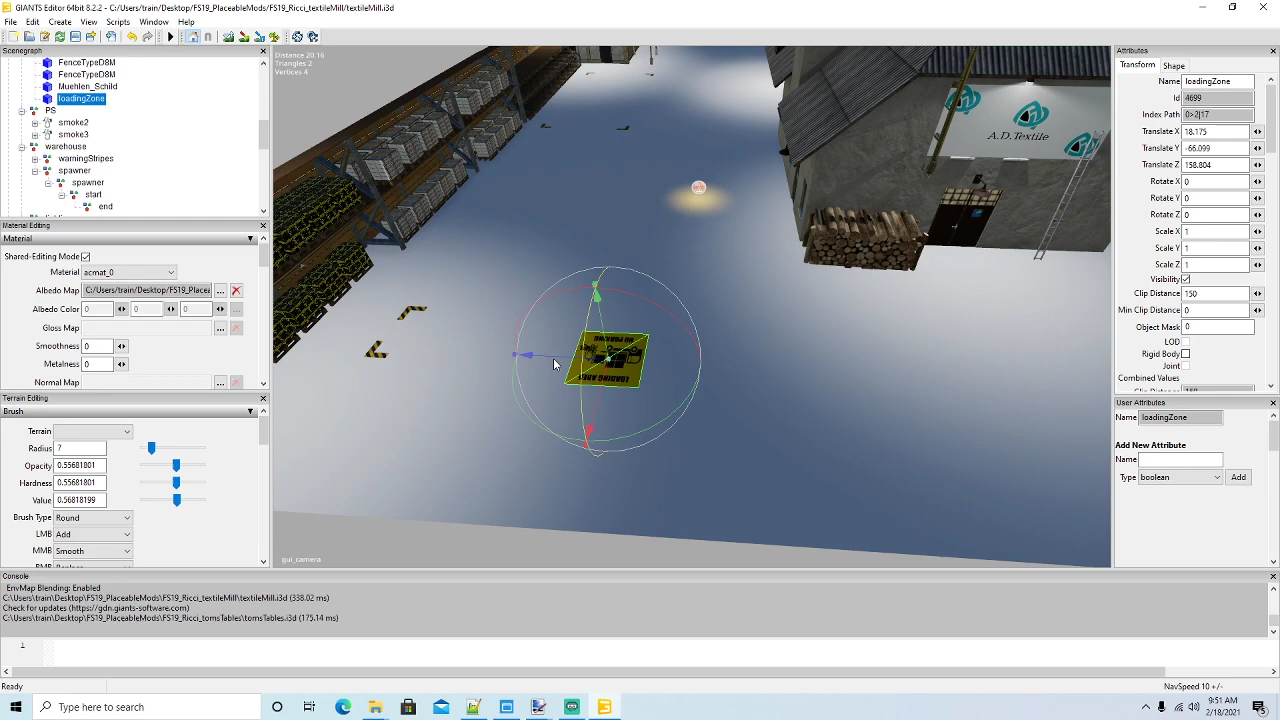 GIANTS Editor 64bit 8.2.2 - C:/Users/train/Desktop/FS19_PlaceableMods/FS19_Ricci_textileMill/textileMill.i3d
File Edit Create View Scripts Window Help
Scenegraph
FenceTypeD8M
FenceTypeD8M
Muehlen_Schild
loadingZone
PS
smoke2
smoke3
warehouse
warningStripes
spawner
spawner
start
end
Material Editing
Material
Shared-Editing Mode
Material acmat_0
Albedo Map C:/Users/train/Desktop/FS19_Placea ...
Albedo Color 0 0 0 ...
Gloss Map ...
Smoothness 0
Metalness 0
Normal Map ...
Terrain Editing
Brush
Terrain
Radius 7
Opacity 0.55681801
Hardness 0.55681801
Value 0.56818199
Brush Type Round
LMB Add
MMB Smooth
Distance 20.16
Triangles 2
Vertices 4
A.D.Textile
NO PARKING
LOADING AREA
gui_camera
Attributes
Transform Shape
Name loadingZone
Id 4699
Index Path 0>2|17
Translate X 18.175
Translate Y -66.099
Translate Z 158.804
Rotate X 0
Rotate Y 0
Rotate Z 0
Scale X 1
Scale Y 1
Scale Z 1
Visibility
Clip Distance 150
Min Clip Distance 0
Object Mask 0
LOD
Rigid Body
Joint
Combined Values
User Attributes
Name loadingZone
Add New Attribute
Name
Type boolean Add
Console
EnvMap Blending: Enabled
C:/Users/train/Desktop/FS19_PlaceableMods/FS19_Ricci_textileMill/textileMill.i3d (338.02 ms)
Check for updates (https://gdn.giants-software.com)
C:/Users/train/Desktop/FS19_PlaceableMods/FS19_Ricci_tomsTables/tomsTables.i3d (175.14 ms)
1
Ready
NavSpeed 10 +/-
Type here to search
9:51 AM
2/18/2021